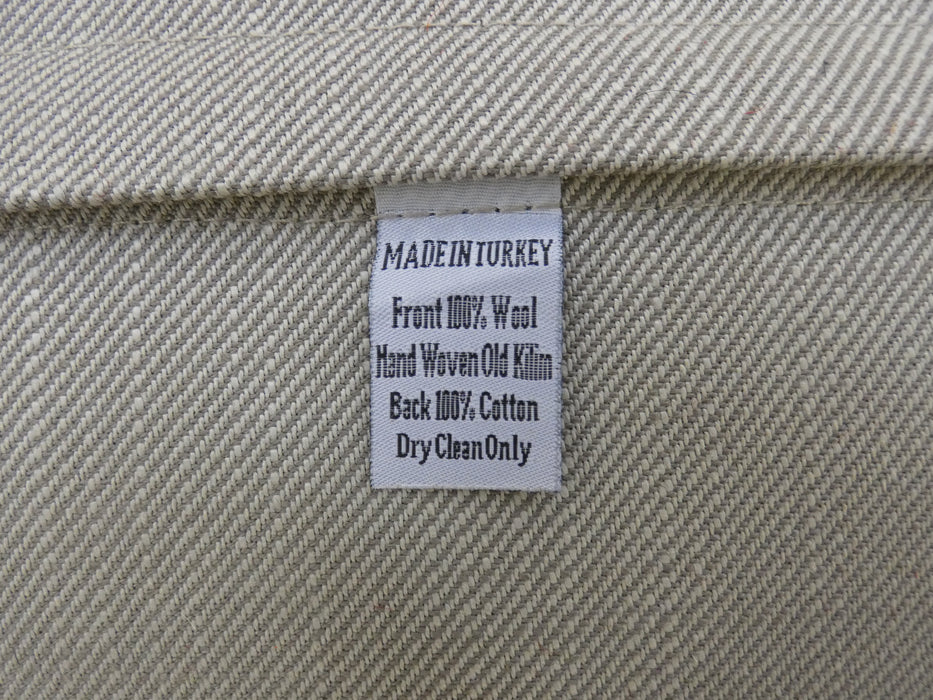 MADE IN TURKEY
Front 100% Wool
Hand Woven Old Kilim
Back 100% Cotton
Dry Clean Only